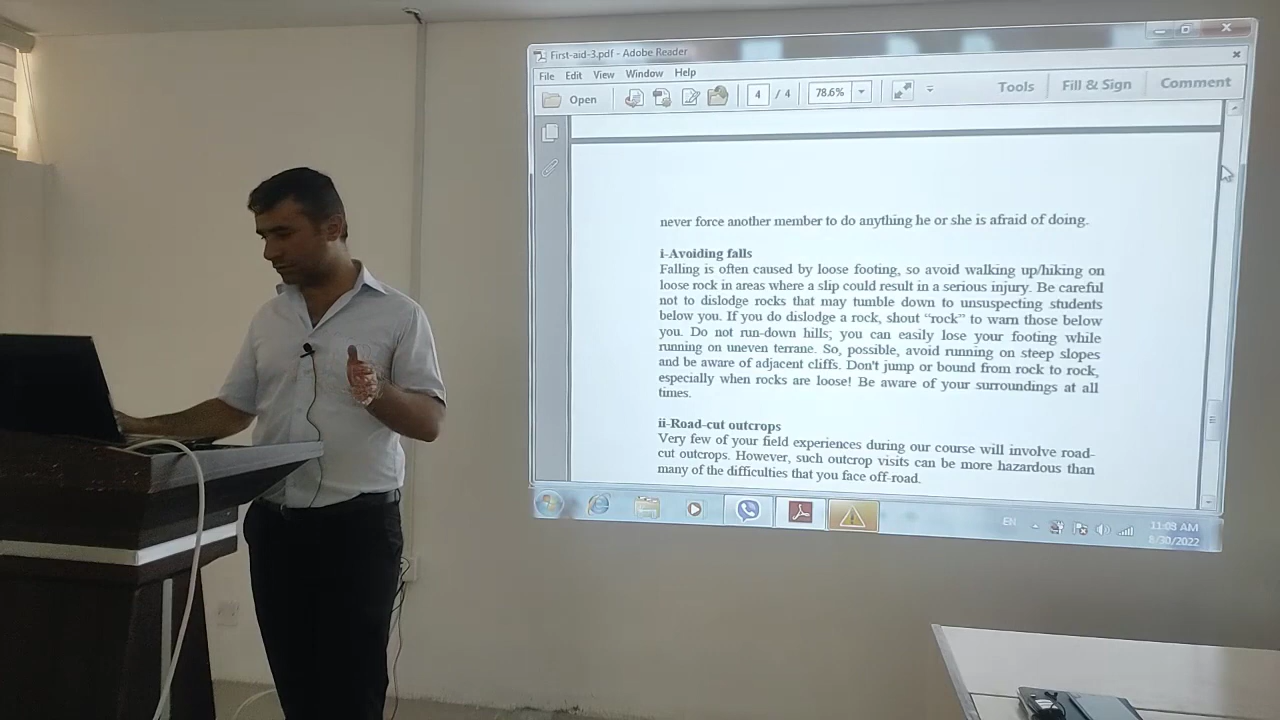 First-aid-3.pdf - Adobe Reader
File Edit View Window Help
Open 4 / 4 78.6% Tools Fill & Sign Comment
never force another member to do anything he or she is afraid of doing.
i-Avoiding falls
Falling is often caused by loose footing, so avoid walking up/hiking on
loose rock in areas where a slip could result in a serious injury. Be careful
not to dislodge rocks that may tumble down to unsuspecting students
below you. If you do dislodge a rock, shout “rock” to warn those below
you. Do not run-down hills; you can easily lose your footing while
running on uneven terrane. So, possible, avoid running on steep slopes
and be aware of adjacent cliffs. Don't jump or bound from rock to rock,
especially when rocks are loose! Be aware of your surroundings at all
times.
ii-Road-cut outcrops
Very few of your field experiences during our course will involve road-
cut outcrops. However, such outcrop visits can be more hazardous than
many of the difficulties that you face off-road.
EN 11:03 AM
8/30/2022